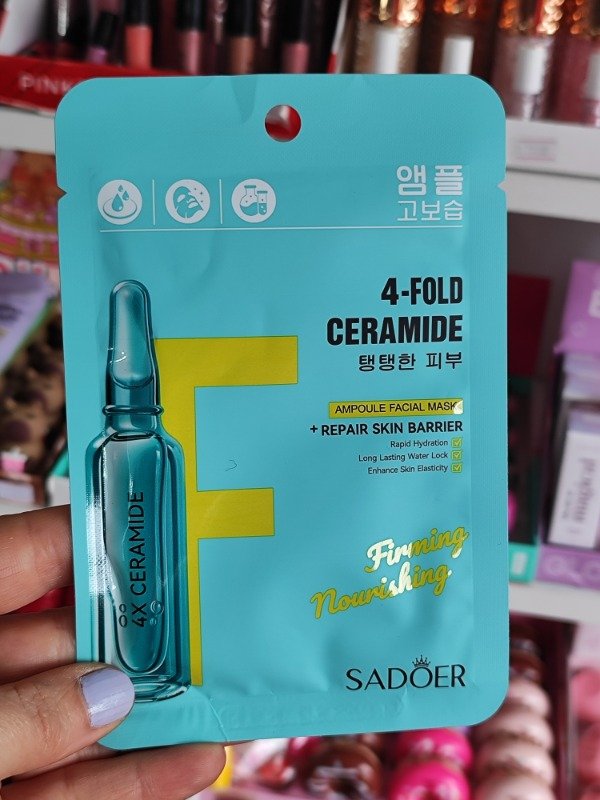 PINK
앰플
고보습
4-FOLD
CERAMIDE
탱탱한 피부
AMPOULE FACIAL MASK
+ REPAIR SKIN BARRIER
Rapid Hydration
Long Lasting Water Lock
Enhance Skin Elasticity
4X CERAMIDE
Firming
Nourishing
SADOER